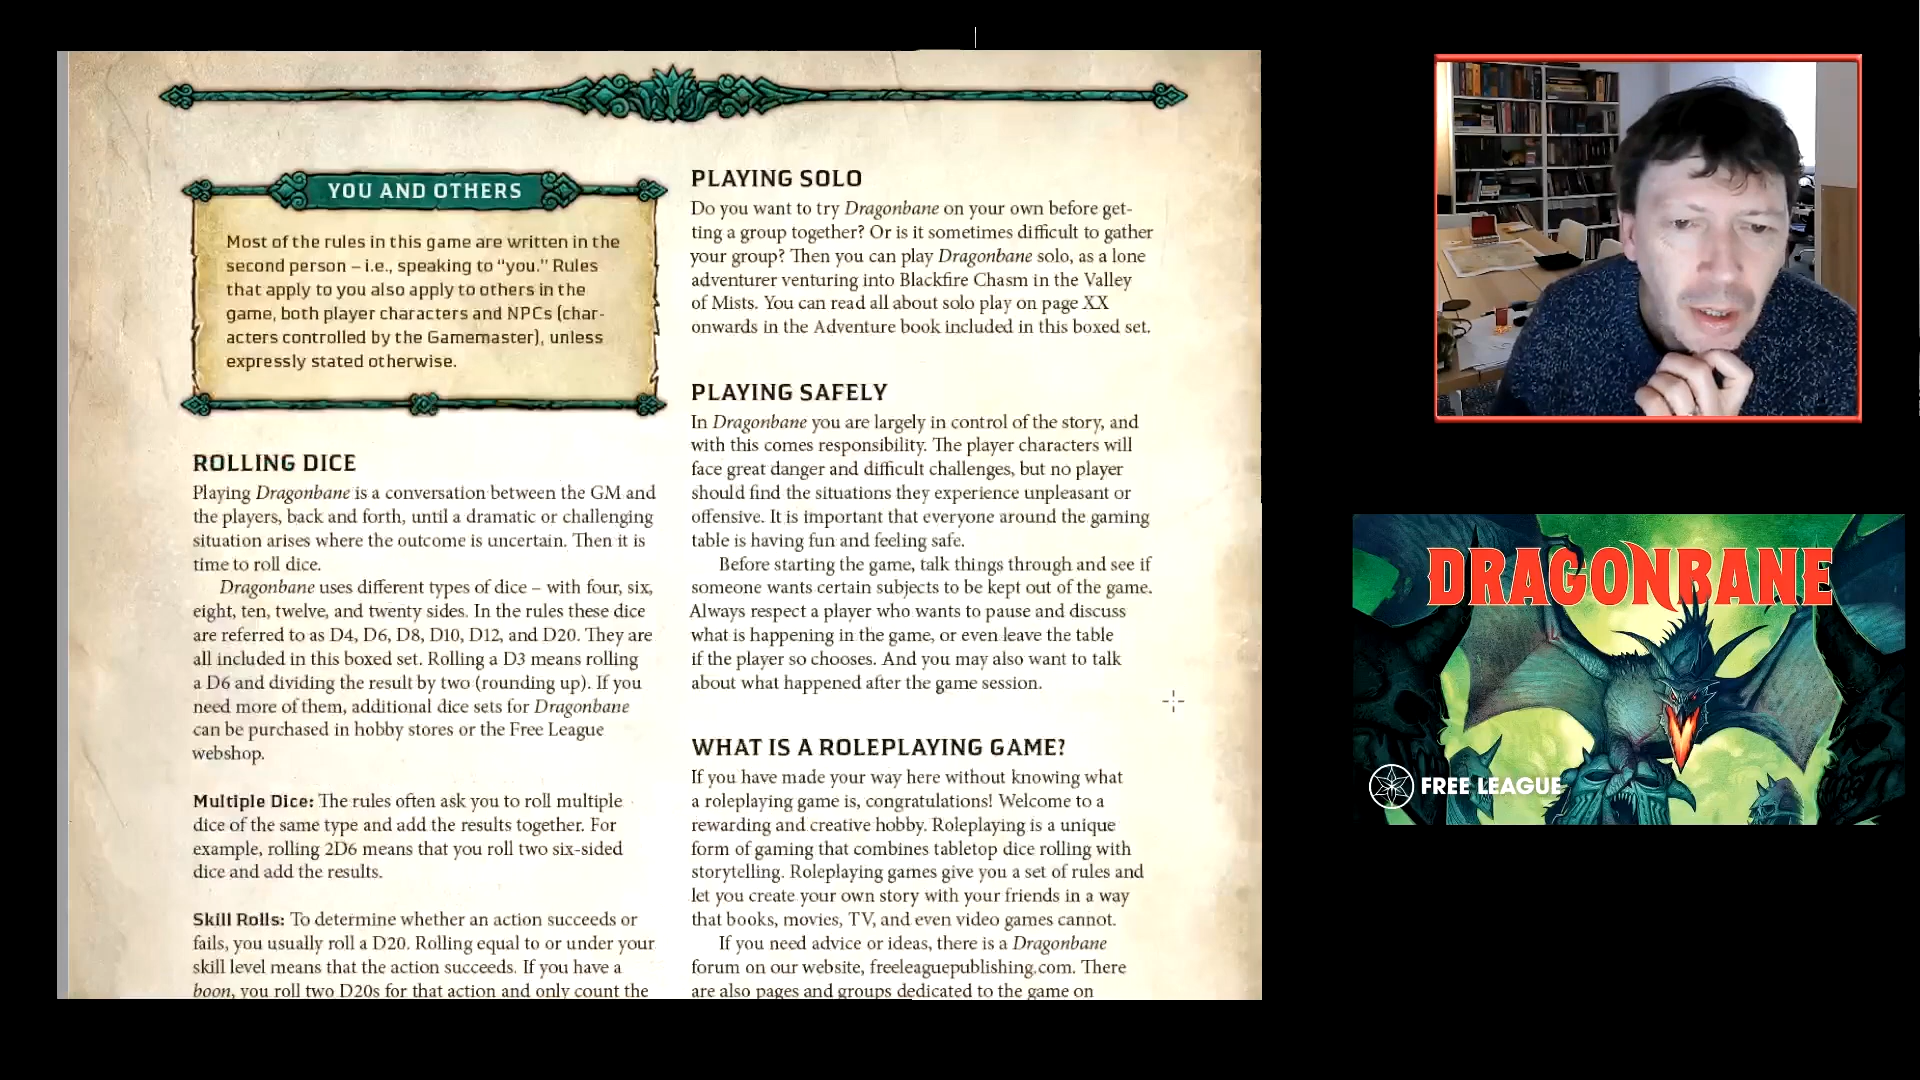 YOU AND OTHERS
Most of the rules in this game are written in the
second person – i.e., speaking to “you.” Rules
that apply to you also apply to others in the
game, both player characters and NPCs (char-
acters controlled by the Gamemaster), unless
expressly stated otherwise.
ROLLING DICE
Playing Dragonbane is a conversation between the GM and
the players, back and forth, until a dramatic or challenging
situation arises where the outcome is uncertain. Then it is
time to roll dice.
Dragonbane uses different types of dice – with four, six,
eight, ten, twelve, and twenty sides. In the rules these dice
are referred to as D4, D6, D8, D10, D12, and D20. They are
all included in this boxed set. Rolling a D3 means rolling
a D6 and dividing the result by two (rounding up). If you
need more of them, additional dice sets for Dragonbane
can be purchased in hobby stores or the Free League
webshop.
Multiple Dice: The rules often ask you to roll multiple
dice of the same type and add the results together. For
example, rolling 2D6 means that you roll two six-sided
dice and add the results.
Skill Rolls: To determine whether an action succeeds or
fails, you usually roll a D20. Rolling equal to or under your
skill level means that the action succeeds. If you have a
boon, you roll two D20s for that action and only count the
PLAYING SOLO
Do you want to try Dragonbane on your own before get-
ting a group together? Or is it sometimes difficult to gather
your group? Then you can play Dragonbane solo, as a lone
adventurer venturing into Blackfire Chasm in the Valley
of Mists. You can read all about solo play on page XX
onwards in the Adventure book included in this boxed set.
PLAYING SAFELY
In Dragonbane you are largely in control of the story, and
with this comes responsibility. The player characters will
face great danger and difficult challenges, but no player
should find the situations they experience unpleasant or
offensive. It is important that everyone around the gaming
table is having fun and feeling safe.
Before starting the game, talk things through and see if
someone wants certain subjects to be kept out of the game.
Always respect a player who wants to pause and discuss
what is happening in the game, or even leave the table
if the player so chooses. And you may also want to talk
about what happened after the game session.
WHAT IS A ROLEPLAYING GAME?
If you have made your way here without knowing what
a roleplaying game is, congratulations! Welcome to a
rewarding and creative hobby. Roleplaying is a unique
form of gaming that combines tabletop dice rolling with
storytelling. Roleplaying games give you a set of rules and
let you create your own story with your friends in a way
that books, movies, TV, and even video games cannot.
If you need advice or ideas, there is a Dragonbane
forum on our website, freeleaguepublishing.com. There
are also pages and groups dedicated to the game on
DRAGONBANE
FREE LEAGUE